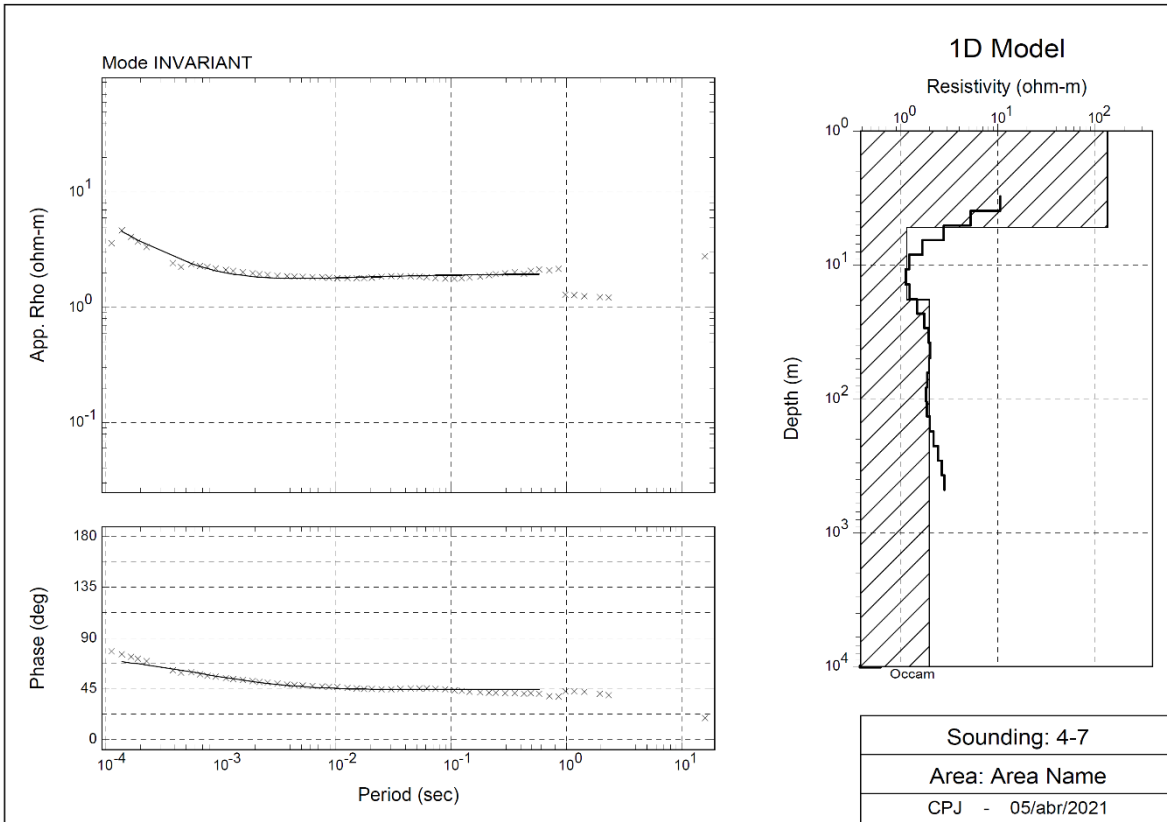 Mode INVARIANT
App. Rho (ohm-m)
10^1
10^0
10^-1
Phase (deg)
180
135
90
45
0
10^-4
10^-3
10^-2
10^-1
10^0
10^1
Period (sec)
1D Model
Resistivity (ohm-m)
10^0
10^1
10^2
Depth (m)
10^0
10^1
10^2
10^3
10^4
Occam
Sounding: 4-7
Area: Area Name
CPJ - 05/abr/2021